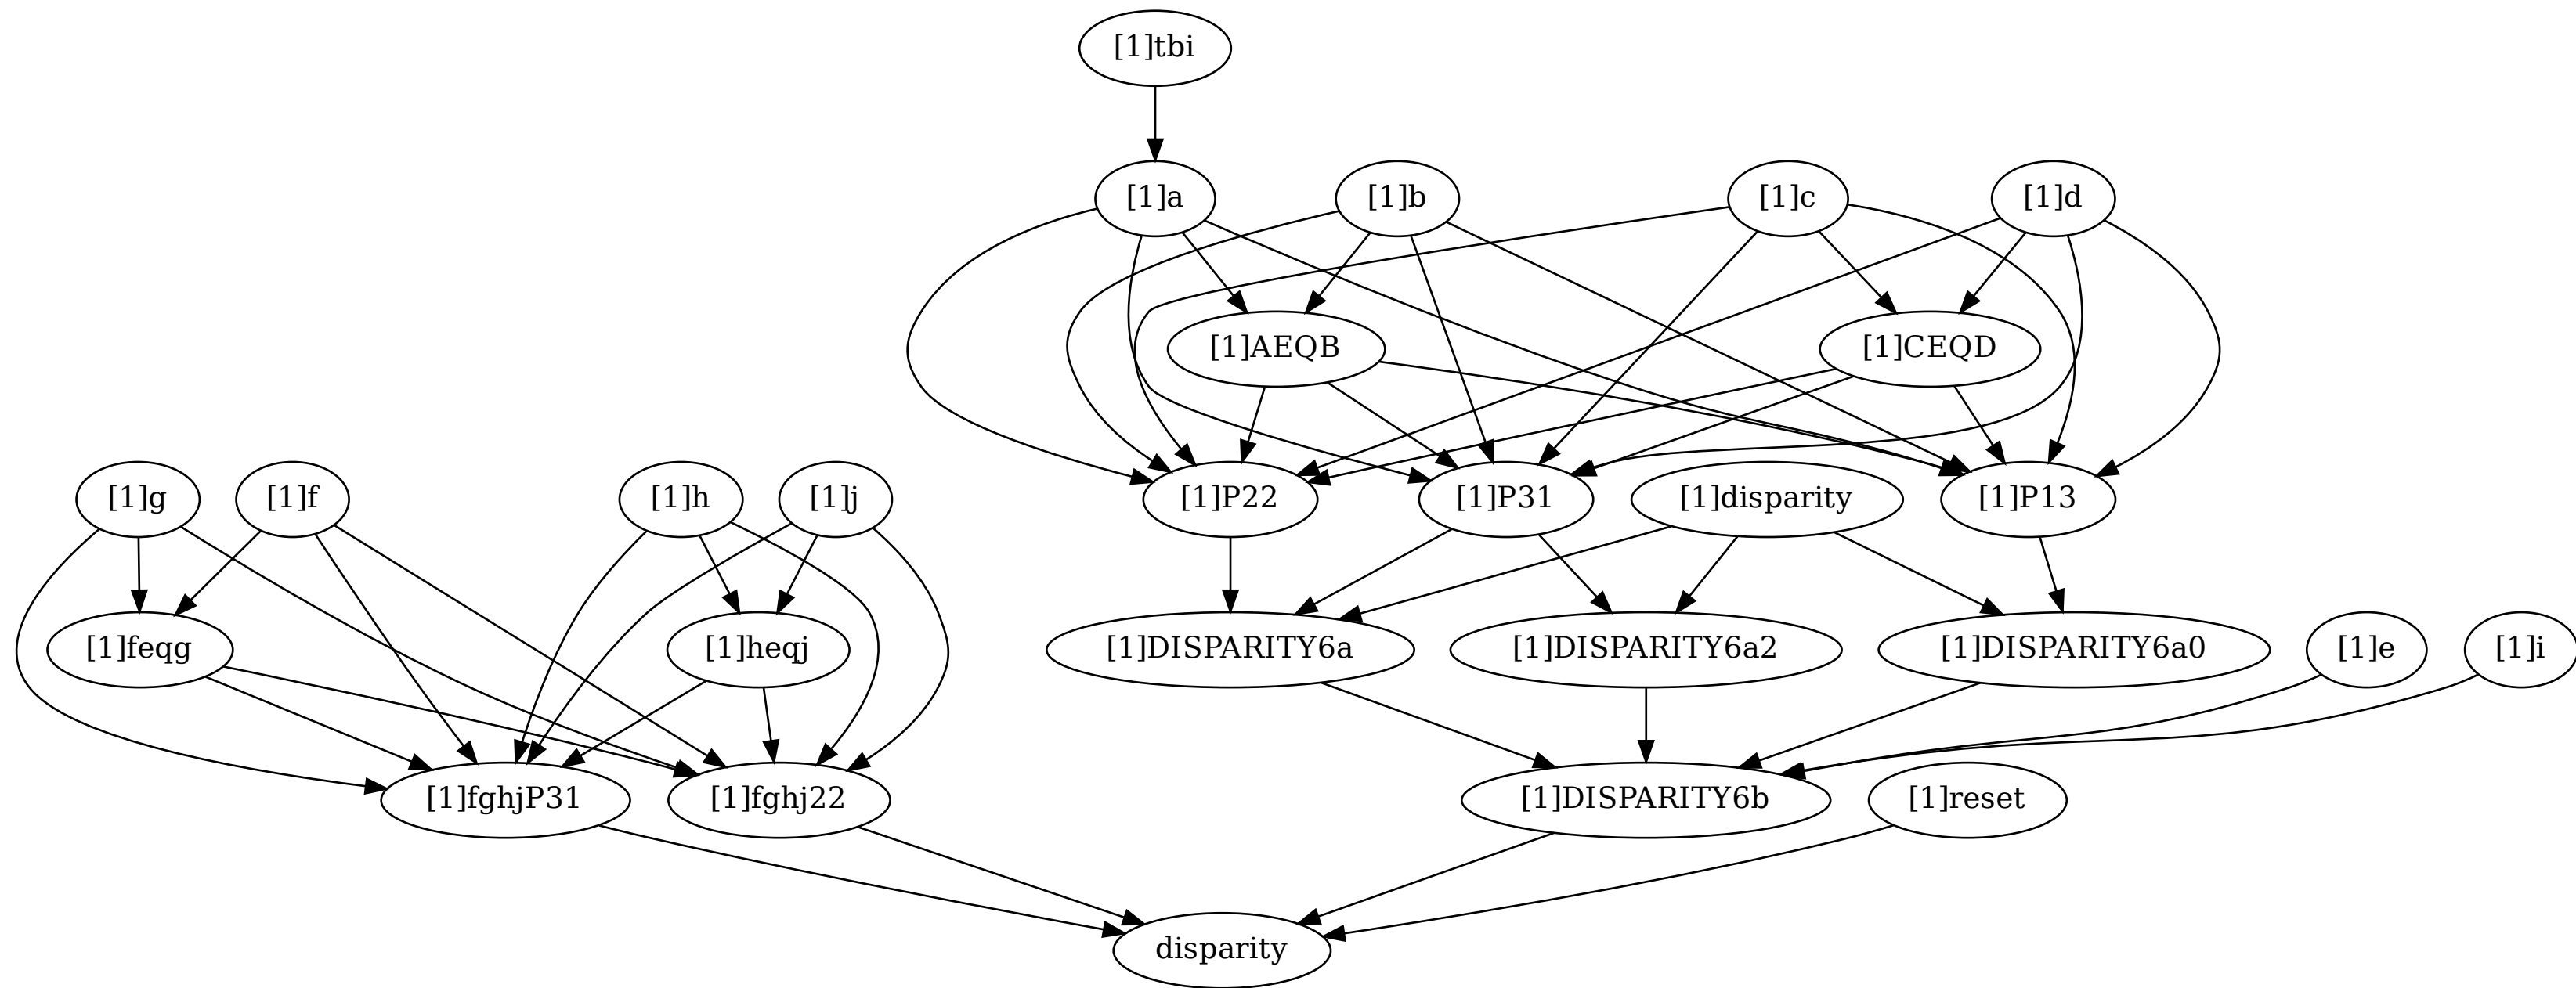 [1]tbi
[1]a
[1]b
[1]c
[1]d
[1]AEQB
[1]CEQD
[1]g
[1]f
[1]h
[1]j
[1]P22
[1]P31
[1]disparity
[1]P13
[1]feqg
[1]heqj
[1]DISPARITY6a
[1]DISPARITY6a2
[1]DISPARITY6a0
[1]e
[1]i
[1]fghjP31
[1]fghj22
[1]DISPARITY6b
[1]reset
disparity